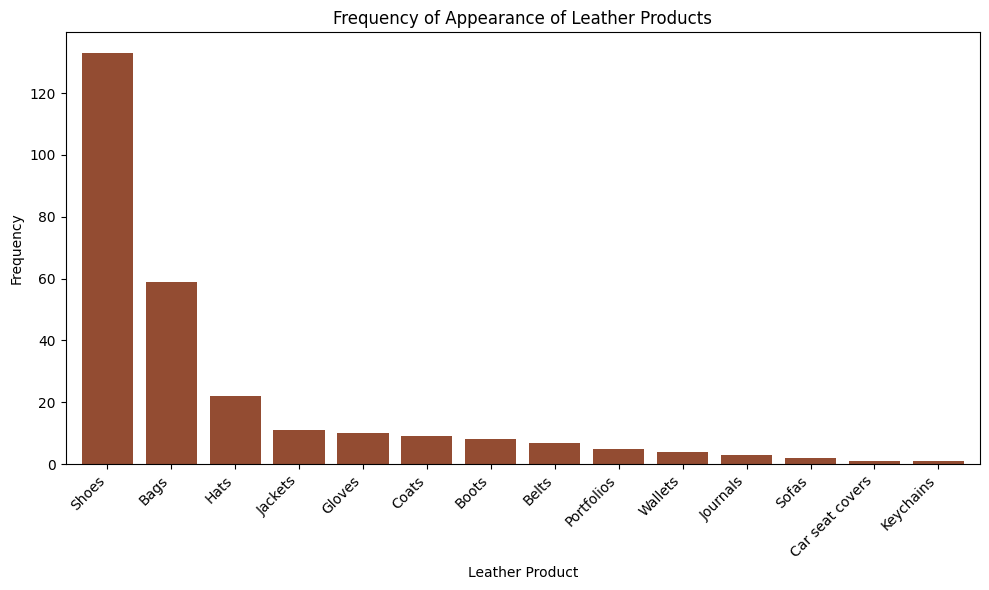 Frequency of Appearance of Leather Products
Frequency
120
100
80
60
40
20
0
Shoes
Bags
Hats
Jackets
Gloves
Coats
Boots
Belts
Portfolios
Wallets
Journals
Sofas
Car seat covers
Keychains
Leather Product